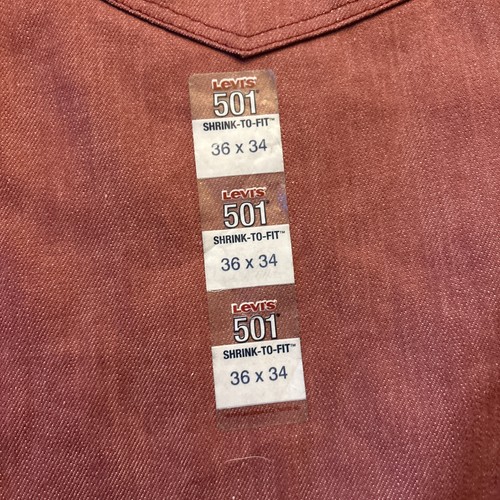 Levi's
501®
SHRINK-TO-FIT™
36 x 34
Levi's
501®
SHRINK-TO-FIT™
36 x 34
Levi's
501®
SHRINK-TO-FIT™
36 x 34